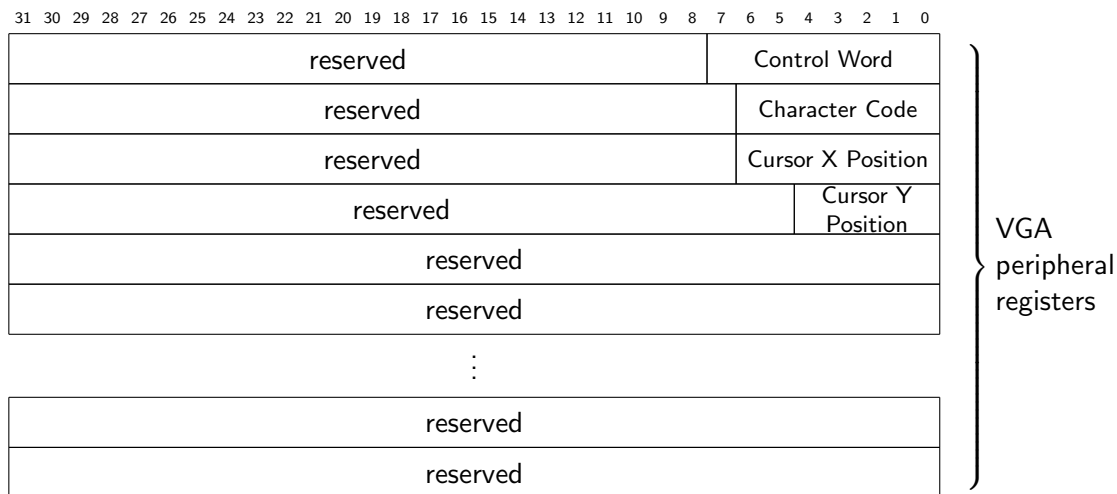 31 30 29 28 27 26 25 24 23 22 21 20 19 18 17 16 15 14 13 12 11 10 9 8 7 6 5 4 3 2 1 0
reserved Control Word
reserved Character Code
reserved Cursor X Position
reserved Cursor Y
Position
reserved
reserved
⋮
reserved
reserved
VGA
peripheral
registers